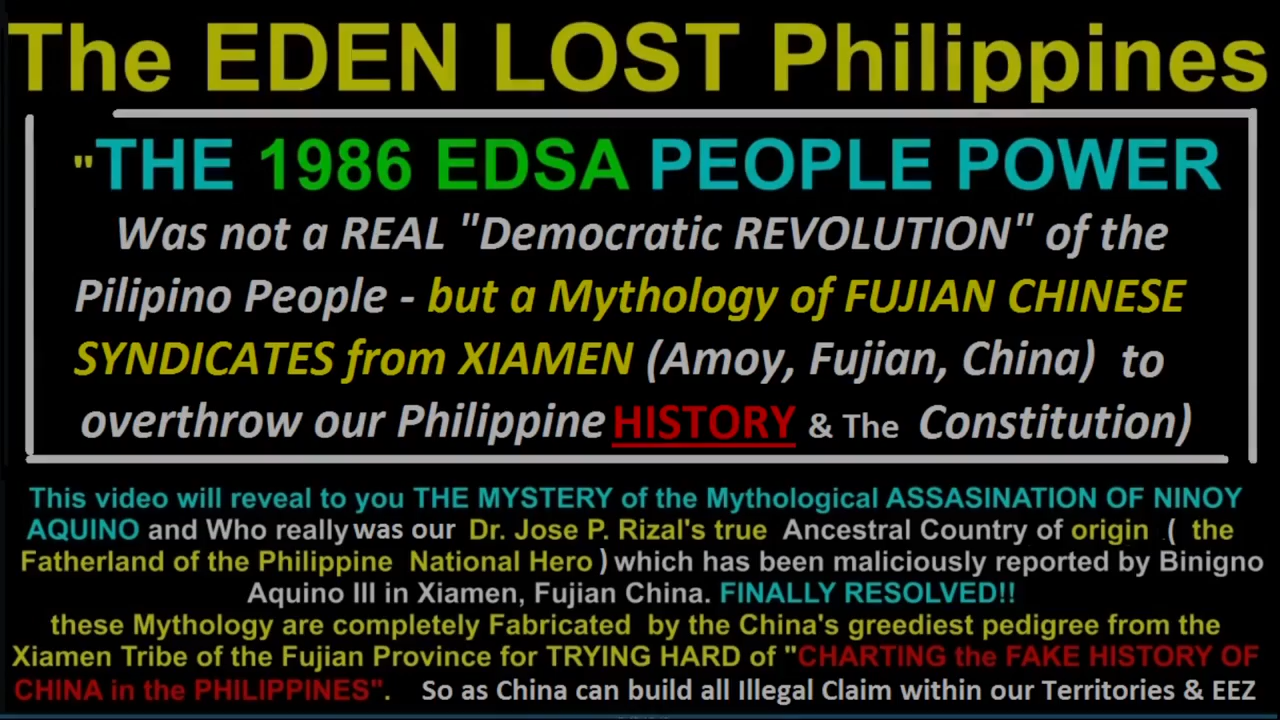 The EDEN LOST Philippines
"THE 1986 EDSA PEOPLE POWER
Was not a REAL "Democratic REVOLUTION" of the
Pilipino People - but a Mythology of FUJIAN CHINESE
SYNDICATES from XIAMEN (Amoy, Fujian, China) to
overthrow our Philippine HISTORY & The Constitution)
This video will reveal to you THE MYSTERY of the Mythological ASSASINATION OF NINOY
AQUINO and Who really was our Dr. Jose P. Rizal's true Ancestral Country of origin ( the
Fatherland of the Philippine National Hero ) which has been maliciously reported by Binigno
Aquino III in Xiamen, Fujian China. FINALLY RESOLVED!!
these Mythology are completely Fabricated by the China's greediest pedigree from the
Xiamen Tribe of the Fujian Province for TRYING HARD of "CHARTING the FAKE HISTORY OF
CHINA in the PHILIPPINES". So as China can build all Illegal Claim within our Territories & EEZ